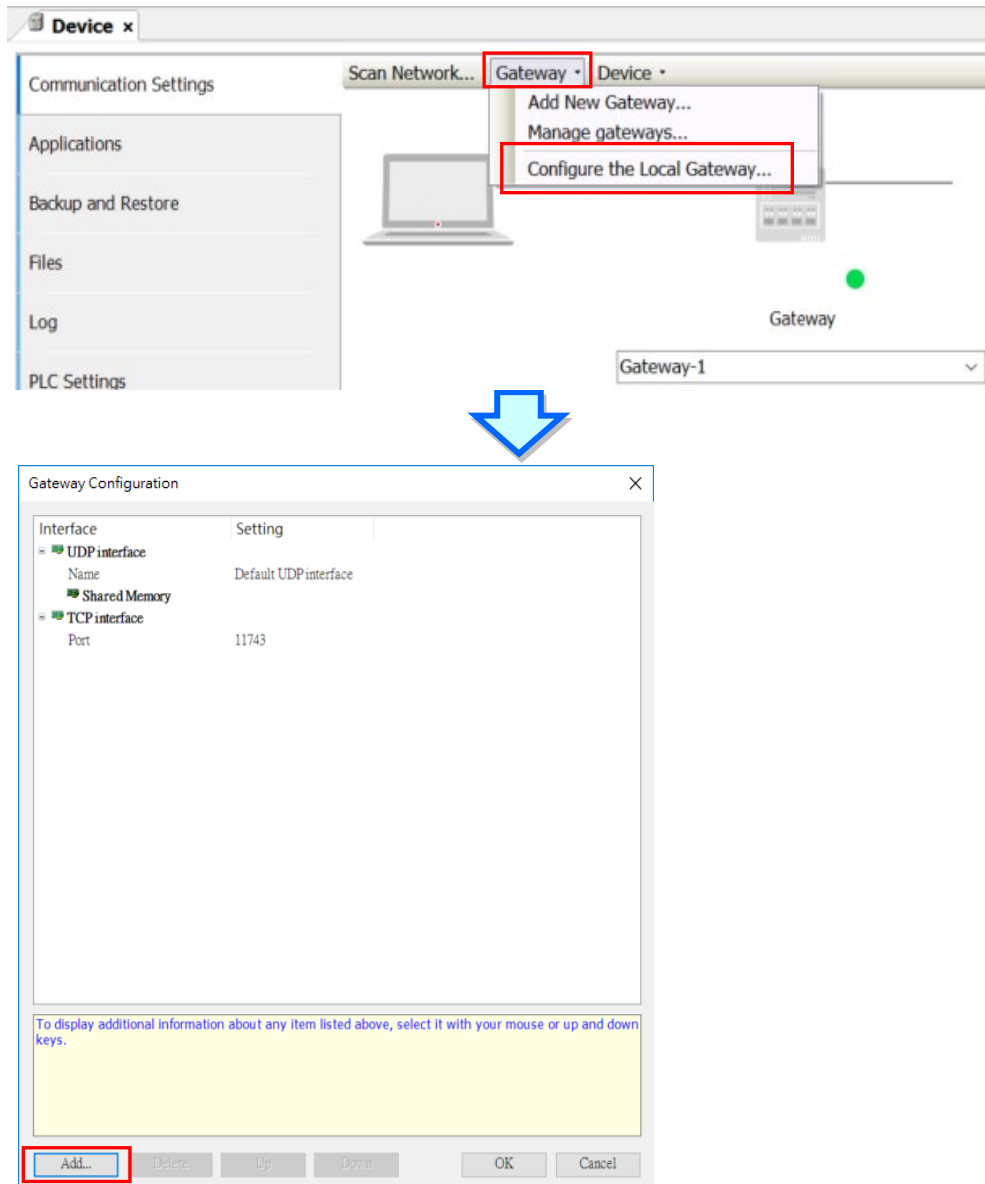 Device x
Communication Settings
Scan Network... Gateway Device
Add New Gateway...
Manage gateways...
Configure the Local Gateway...
Applications
Backup and Restore
Files
Log
PLC Settings
Gateway
Gateway-1
Gateway Configuration
Interface Setting
UDP interface
Name Default UDP interface
Shared Memory
TCP interface
Port 11743
To display additional information about any item listed above, select it with your mouse or up and down
keys.
Add... Delete Up Down OK Cancel